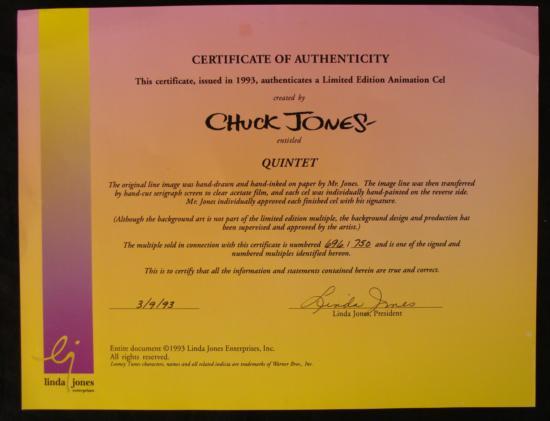 CERTIFICATE OF AUTHENTICITY
This certificate, issued in 1993, authenticates a Limited Edition Animation Cel
created by
CHUCK JONES
entitled
QUINTET
The original line image was hand-drawn and hand-inked on paper by Mr. Jones. The image line was then transferred
by hand-cut serigraph screen to clear acetate film, and each cel was individually hand-painted on the reverse side.
Mr. Jones individually approved each finished cel with his signature.
(Although the background art is not part of the limited edition multiple, the background design and production has
been supervised and approved by the artist.)
The multiple sold in connection with this certificate is numbered 696 / 750 and is one of the signed and
numbered multiples identified hereon.
This is to certify that all the information and statements contained herein are true and correct.
3/9/93
Linda Jones
Linda Jones, President
Entire document ©1993 Linda Jones Enterprises, Inc.
All rights reserved.
Looney Tunes characters, names and all related indicia are trademarks of Warner Bros., Inc.
lj
linda jones
enterprises